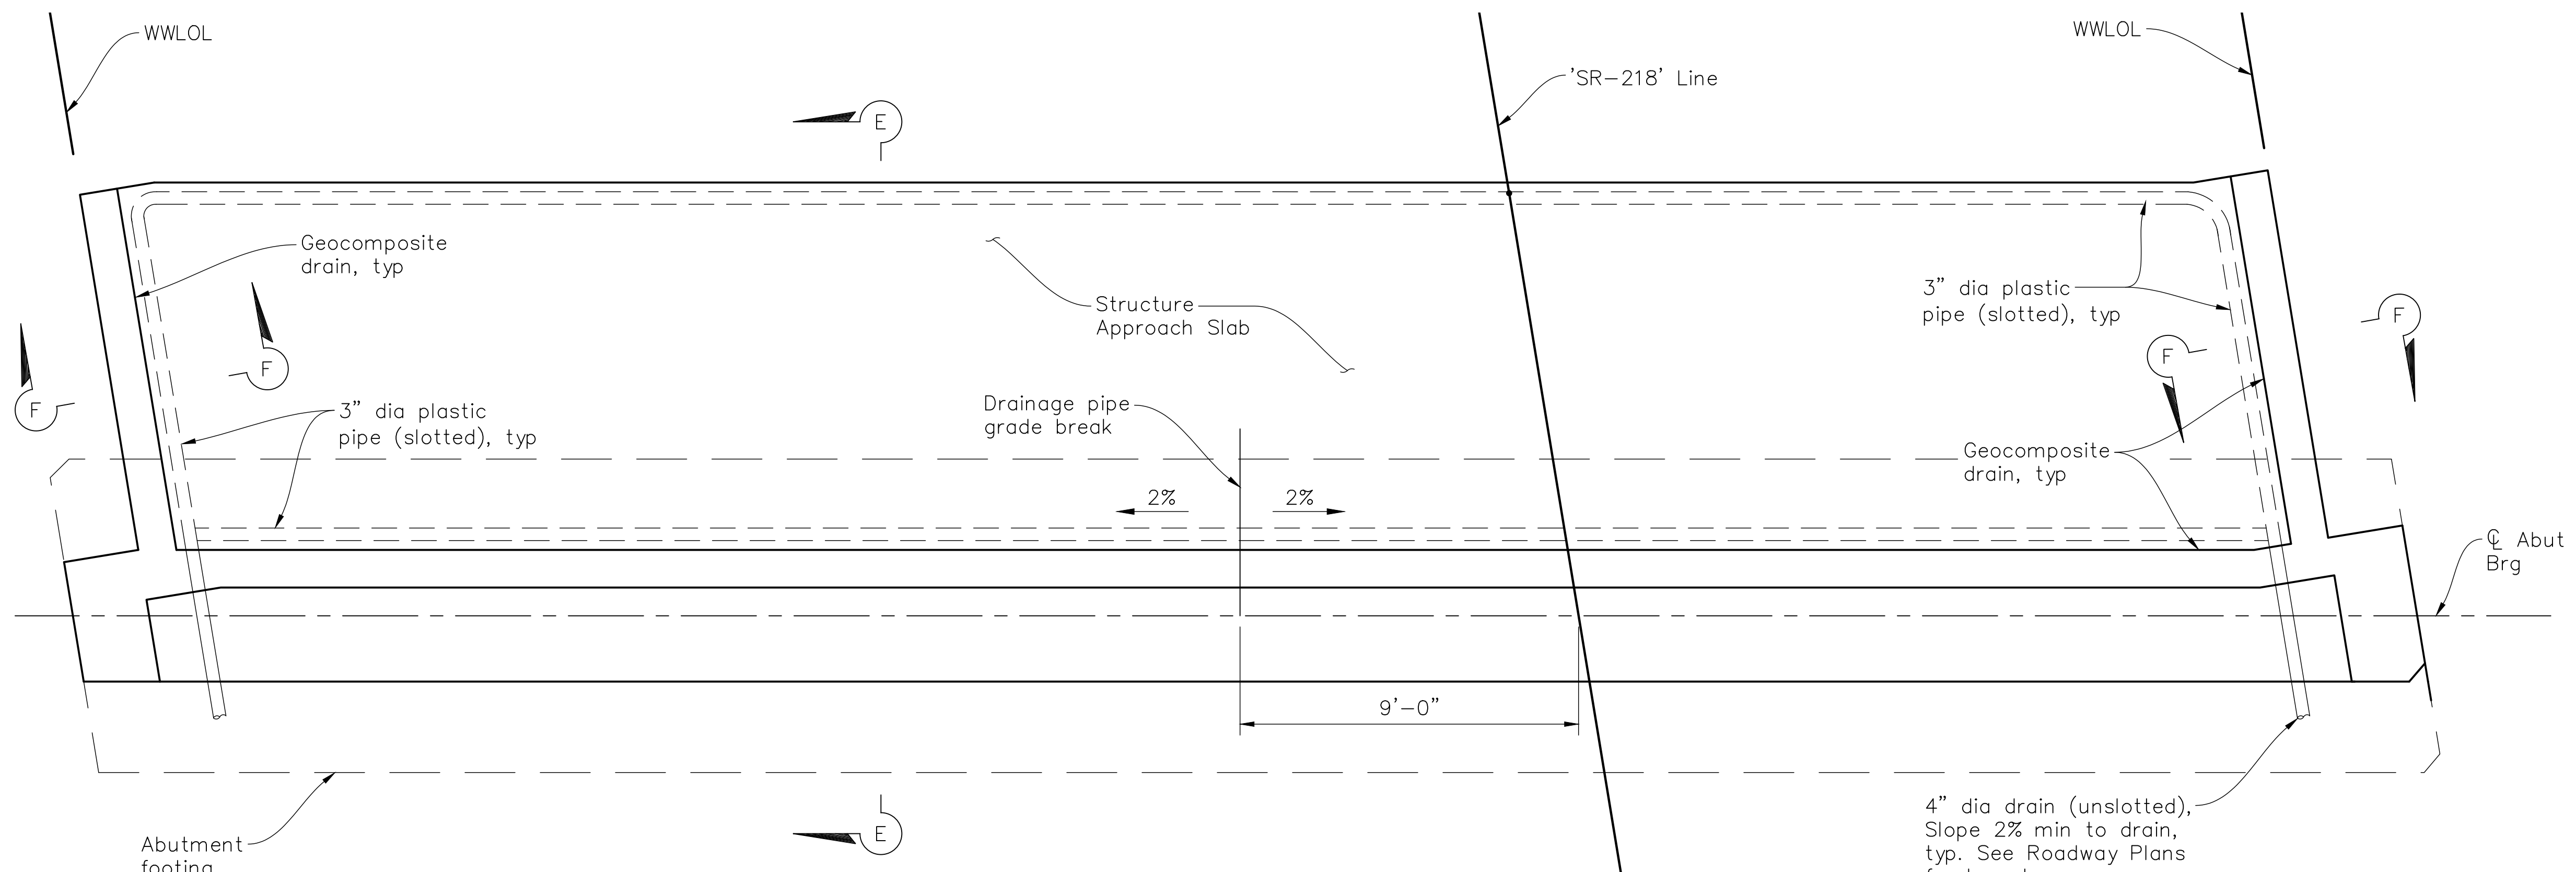 WWLOL
WWLOL
'SR-218' Line
E
Geocomposite
drain, typ
Structure
Approach Slab
3" dia plastic
pipe (slotted), typ
F
F
F
F
3" dia plastic
pipe (slotted), typ
Drainage pipe
grade break
Geocomposite
drain, typ
2%
2%
℄ Abut
Brg
9'-0"
E
Abutment
footing
4" dia drain (unslotted),
Slope 2% min to drain,
typ. See Roadway Plans